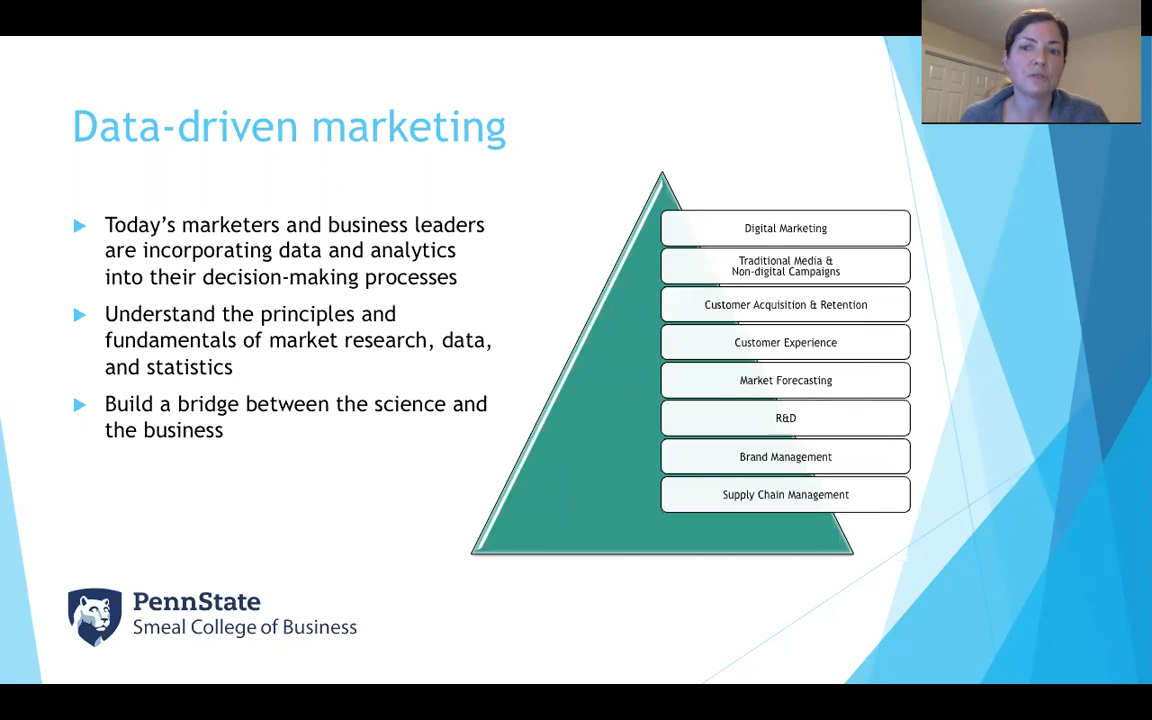 Data-driven marketing
Today's marketers and business leaders
are incorporating data and analytics
into their decision-making processes
Understand the principles and
fundamentals of market research, data,
and statistics
Build a bridge between the science and
the business
Digital Marketing
Traditional Media &
Non-digital Campaigns
Customer Acquisition & Retention
Customer Experience
Market Forecasting
R&D
Brand Management
Supply Chain Management
PennState
Smeal College of Business